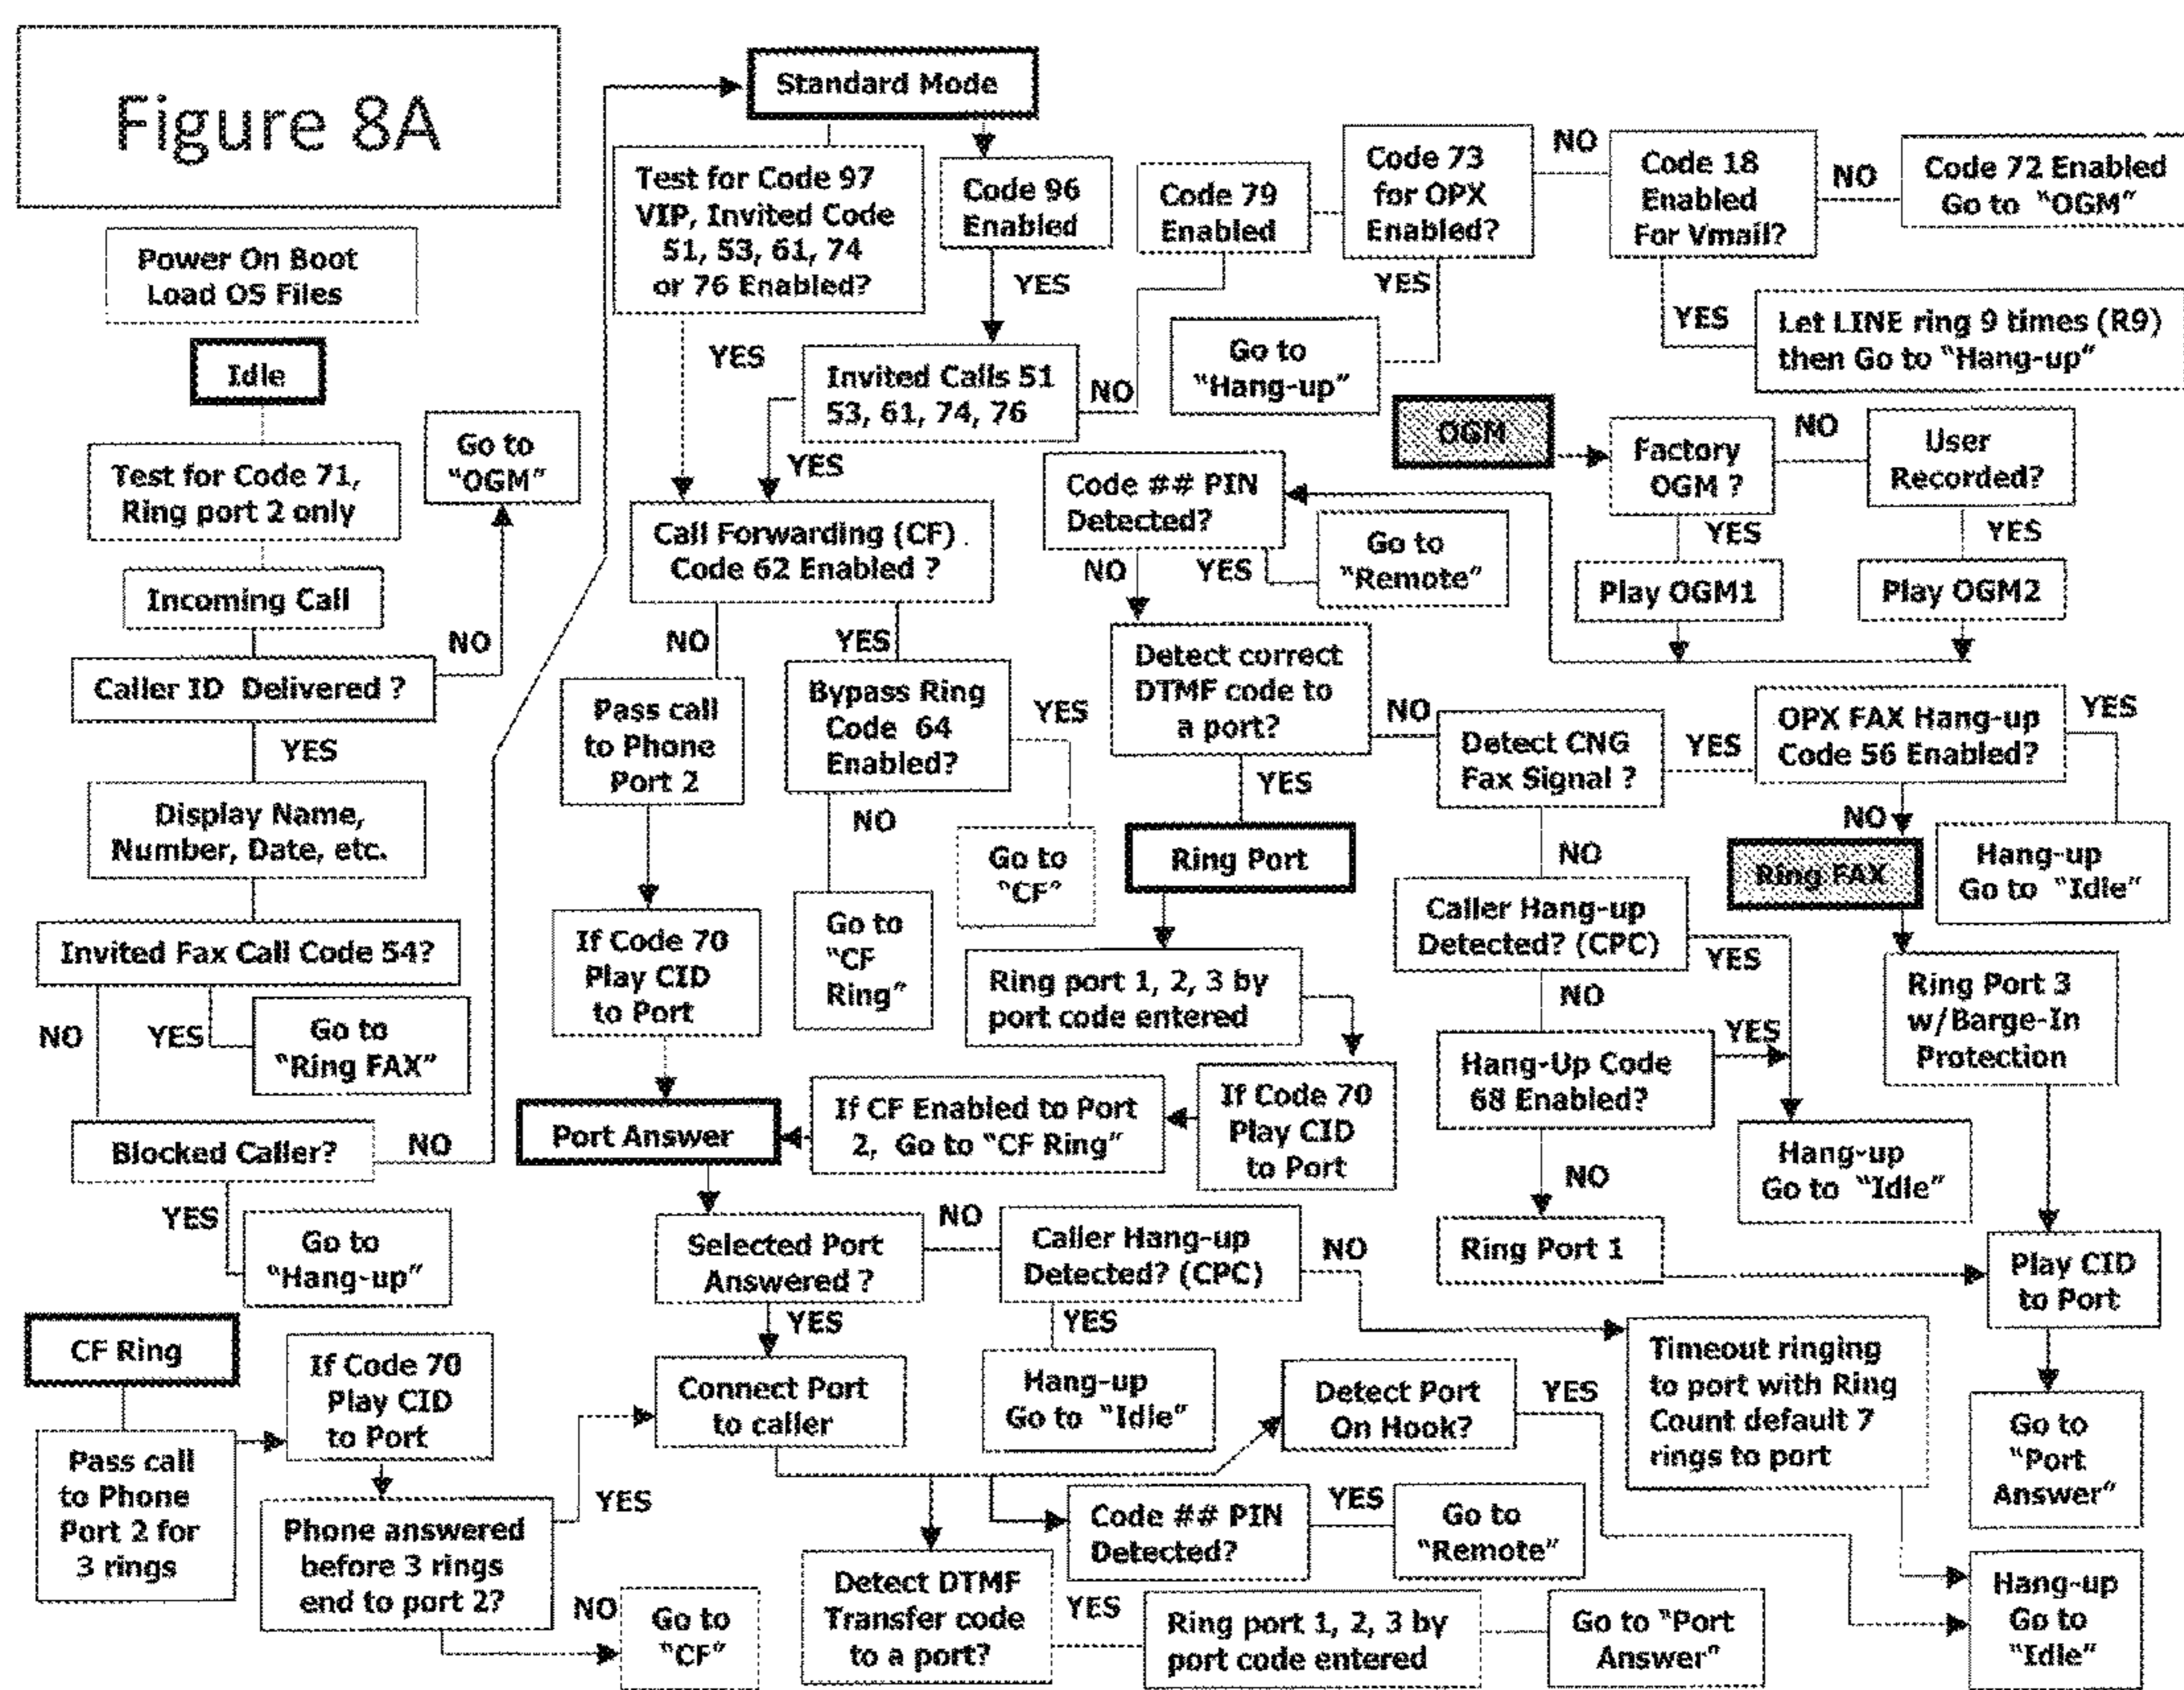 Figure 8A
Power On Boot
Load OS Files
Idle
Test for Code 71,
Ring port 2 only
Incoming Call
Caller ID Delivered ?
NO
Go to
"OGM"
YES
Display Name,
Number, Date, etc.
Invited Fax Call Code 54?
NO
YES
Go to
"Ring FAX"
Blocked Caller?
NO
YES
Go to
"Hang-up"
CF Ring
Pass call
to Phone
Port 2 for
3 rings
If Code 70
Play CID
to Port
Phone answered
before 3 rings
end to port 2?
YES
NO
Go to
"CF"
Standard Mode
Test for Code 97
VIP, Invited Code
51, 53, 61, 74
or 76 Enabled?
YES
Code 96
Enabled
YES
Invited Calls 51
53, 61, 74, 76
NO
YES
Code 79
Enabled
Code 73
for OPX
Enabled?
YES
Go to
"Hang-up"
NO
Code 18
Enabled
For Vmail?
NO
Code 72 Enabled
Go to "OGM"
YES
Let LINE ring 9 times (R9)
then Go to "Hang-up"
Call Forwarding (CF)
Code 62 Enabled ?
NO
YES
Pass call
to Phone
Port 2
Bypass Ring
Code 64
Enabled?
YES
Go to
"CF"
NO
Go to
"CF
Ring"
If Code 70
Play CID
to Port
Port Answer
OGM
Factory
OGM ?
NO
User
Recorded?
YES
YES
Play OGM1
Play OGM2
Code ## PIN
Detected?
NO
YES
Go to
"Remote"
Detect correct
DTMF code to
a port?
NO
YES
Ring Port
Ring port 1, 2, 3 by
port code entered
If Code 70
Play CID
to Port
If CF Enabled to Port
2, Go to "CF Ring"
Detect CNG
Fax Signal ?
YES
OPX FAX Hang-up
Code 56 Enabled?
YES
Hang-up
Go to "Idle"
NO
Ring FAX
Ring Port 3
w/Barge-In
Protection
NO
Caller Hang-up
Detected? (CPC)
YES
NO
Hang-Up Code
68 Enabled?
YES
Hang-up
Go to "Idle"
NO
Ring Port 1
Play CID
to Port
Go to
"Port
Answer"
Selected Port
Answered ?
NO
Caller Hang-up
Detected? (CPC)
NO
YES
YES
Hang-up
Go to "Idle"
Timeout ringing
to port with Ring
Count default 7
rings to port
Connect Port
to caller
Detect Port
On Hook?
YES
Code ## PIN
Detected?
YES
Go to
"Remote"
Detect DTMF
Transfer code
to a port?
YES
Ring port 1, 2, 3 by
port code entered
Go to "Port
Answer"
Hang-up
Go to
"Idle"